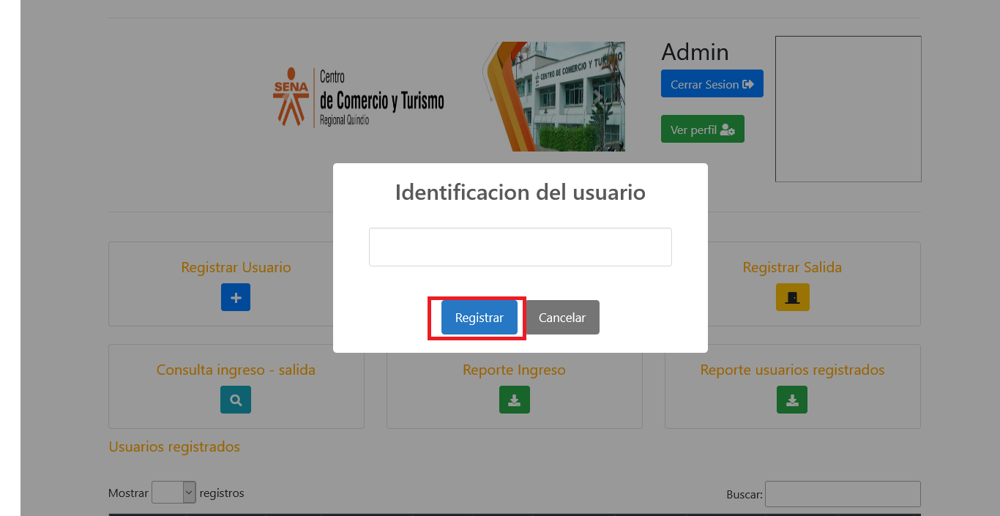 SENA
Centro
de Comercio y Turismo
Regional Quindío
CENTRO DE COMERCIO Y TURISMO
Admin
Cerrar Sesion
Ver perfil
Identificacion del usuario
Registrar
Cancelar
Registrar Usuario
Registrar Salida
Consulta ingreso - salida
Reporte Ingreso
Reporte usuarios registrados
Usuarios registrados
Mostrar registros
Buscar: